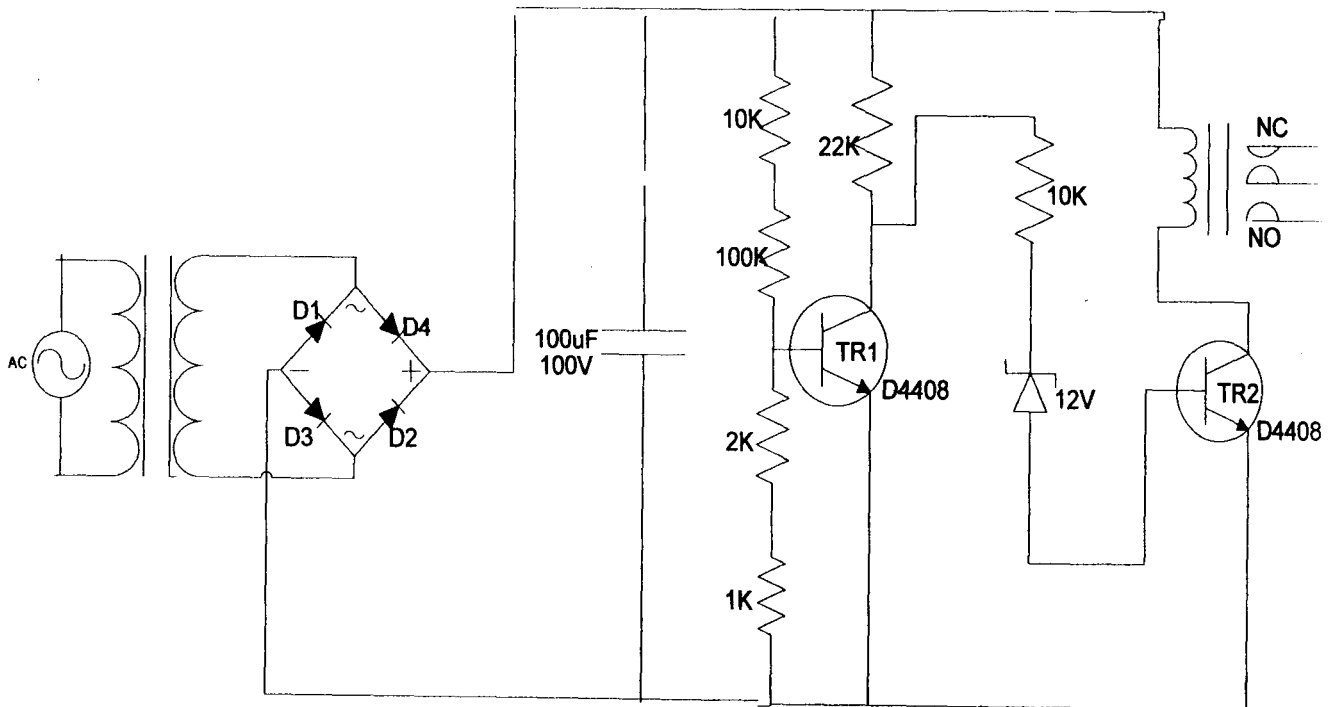 AC
D1
D4
~
−
+
~
D3
D2
100uF
100V
10K
100K
2K
1K
22K
TR1
D4408
10K
12V
NC
NO
TR2
D4408